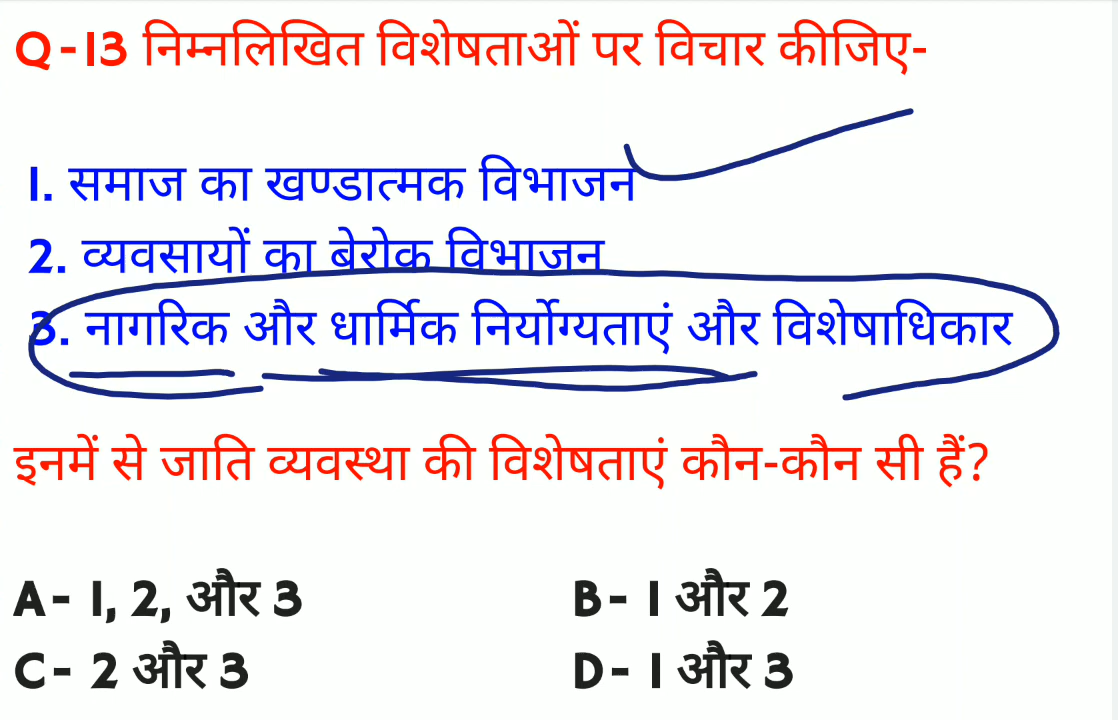 Q-13 निम्नलिखित विशेषताओं पर विचार कीजिए-
1. समाज का खण्डात्मक विभाजन
2. व्यवसायों का बेरोक विभाजन
3. नागरिक और धार्मिक निर्योग्यताएं और विशेषाधिकार
इनमें से जाति व्यवस्था की विशेषताएं कौन-कौन सी हैं?
A- 1, 2, और 3 B- 1 और 2
C- 2 और 3 D- 1 और 3